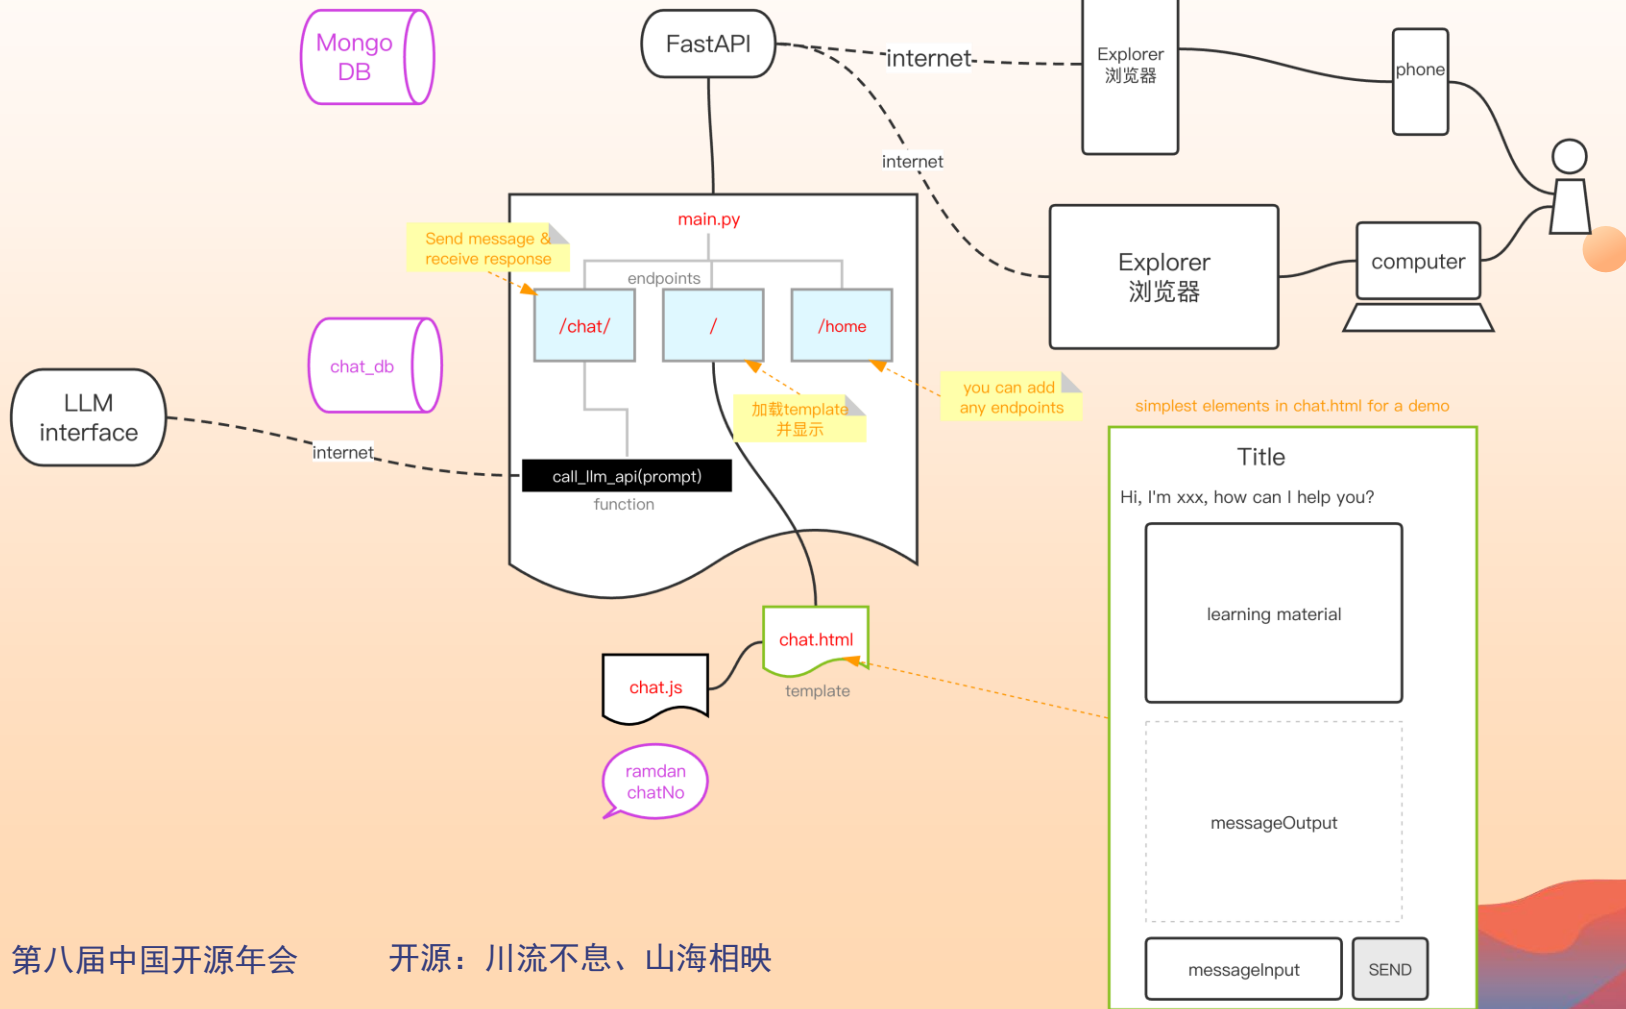 Mongo
DB
FastAPI
internet
Explorer
浏览器
phone
internet
main.py
Send message &
receive response
endpoints
/chat/
/
/home
Explorer
浏览器
computer
chat_db
LLM
interface
internet
加载template
并显示
you can add
any endpoints
call_llm_api(prompt)
function
simplest elements in chat.html for a demo
Title
Hi, I'm xxx, how can I help you?
learning material
chat.html
template
chat.js
ramdan
chatNo
messageOutput
messageInput
SEND
第八届中国开源年会
开源：川流不息、山海相映